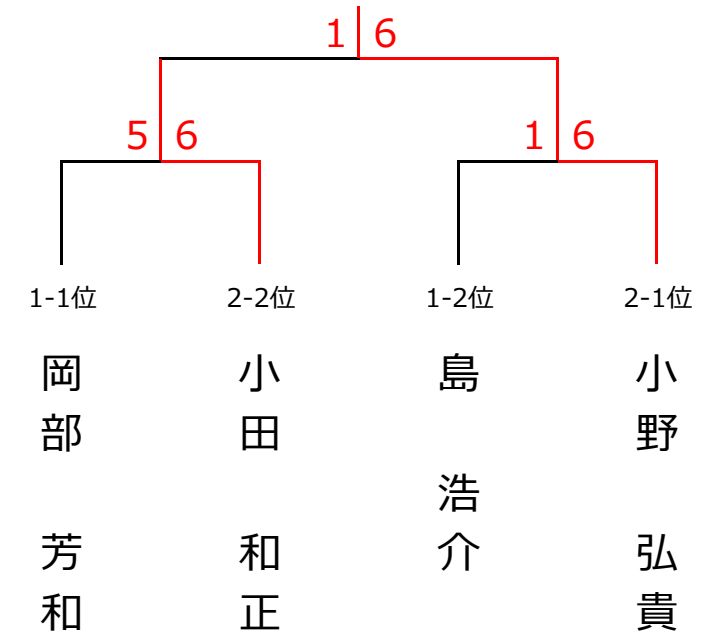 1 6
5 6 1 6
1-1位 2-2位 1-2位 2-1位
岡部 芳和
小田 和正
島 浩介
小野 弘貴